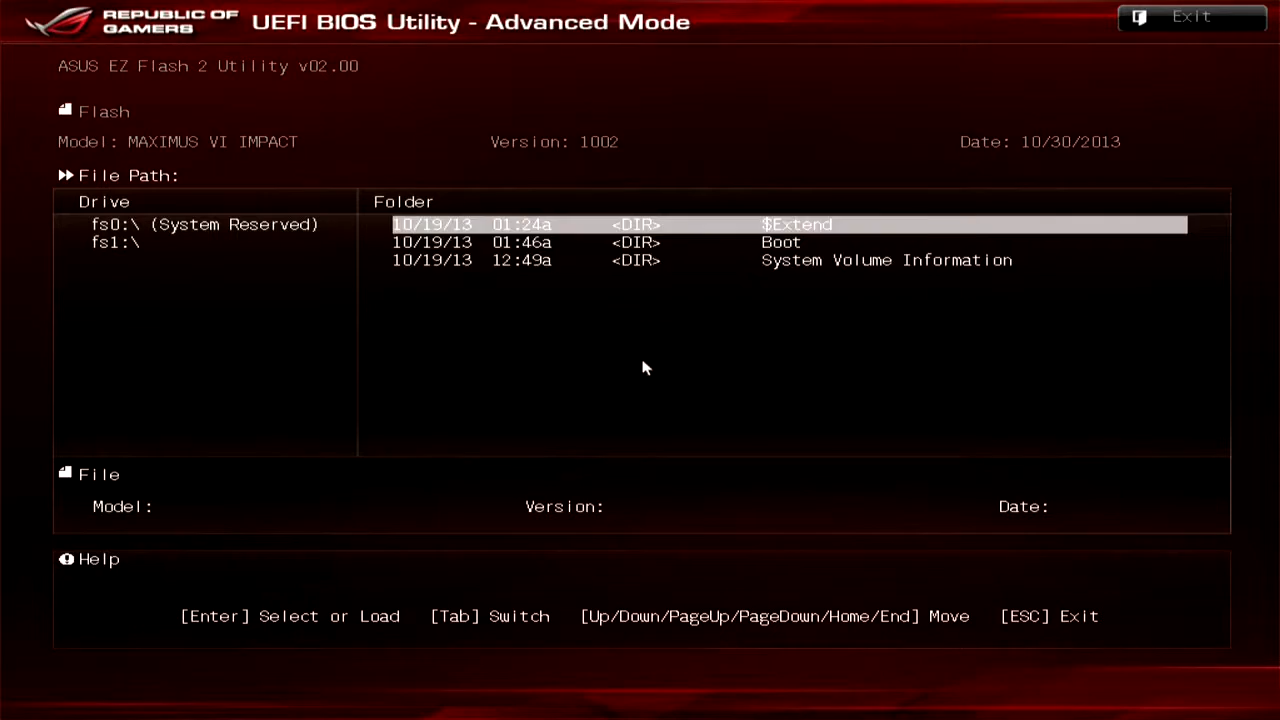 REPUBLIC OF GAMERS UEFI BIOS Utility - Advanced Mode Exit
ASUS EZ Flash 2 Utility v02.00
Flash
Model: MAXIMUS VI IMPACT Version: 1002 Date: 10/30/2013
File Path:
Drive Folder
fs0:\ (System Reserved) 10/19/13 01:24a <DIR> $Extend
fs1:\ 10/19/13 01:46a <DIR> Boot
10/19/13 12:49a <DIR> System Volume Information
File
Model: Version: Date:
Help
[Enter] Select or Load [Tab] Switch [Up/Down/PageUp/PageDown/Home/End] Move [ESC] Exit